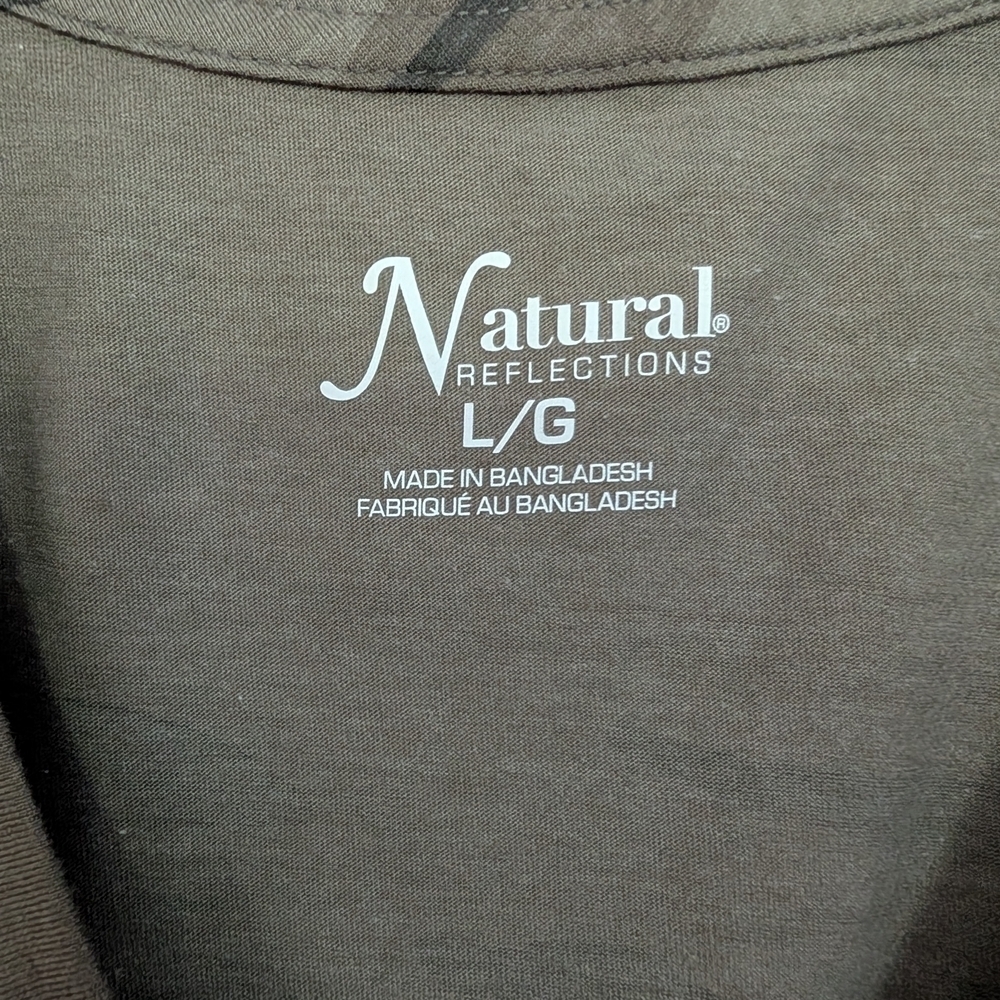 Natural®
REFLECTIONS
L/G
MADE IN BANGLADESH
FABRIQUÉ AU BANGLADESH